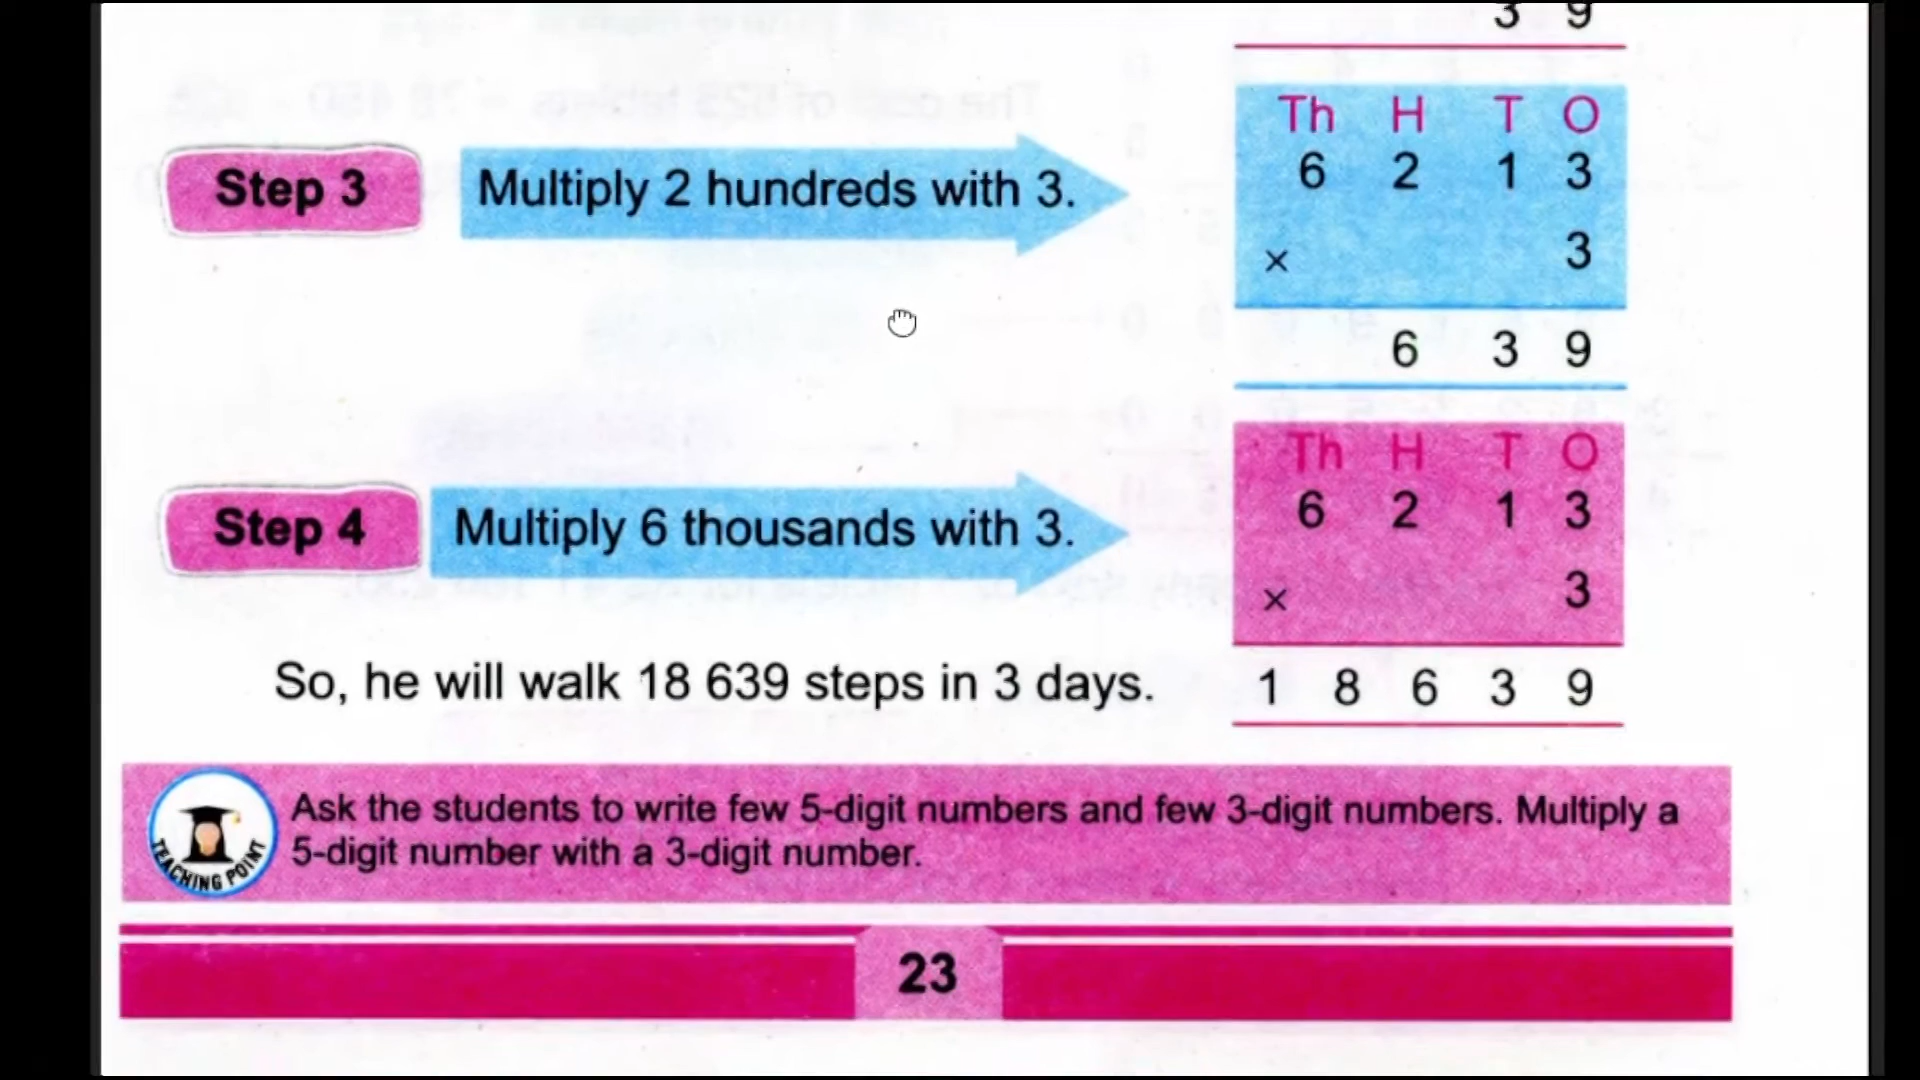 3 9
Th H T O
Step 3 Multiply 2 hundreds with 3. 6 2 1 3
× 3
6 3 9
Th H T O
Step 4 Multiply 6 thousands with 3. 6 2 1 3
× 3
So, he will walk 18 639 steps in 3 days. 1 8 6 3 9
TEACHING POINT
Ask the students to write few 5-digit numbers and few 3-digit numbers. Multiply a
5-digit number with a 3-digit number.
23